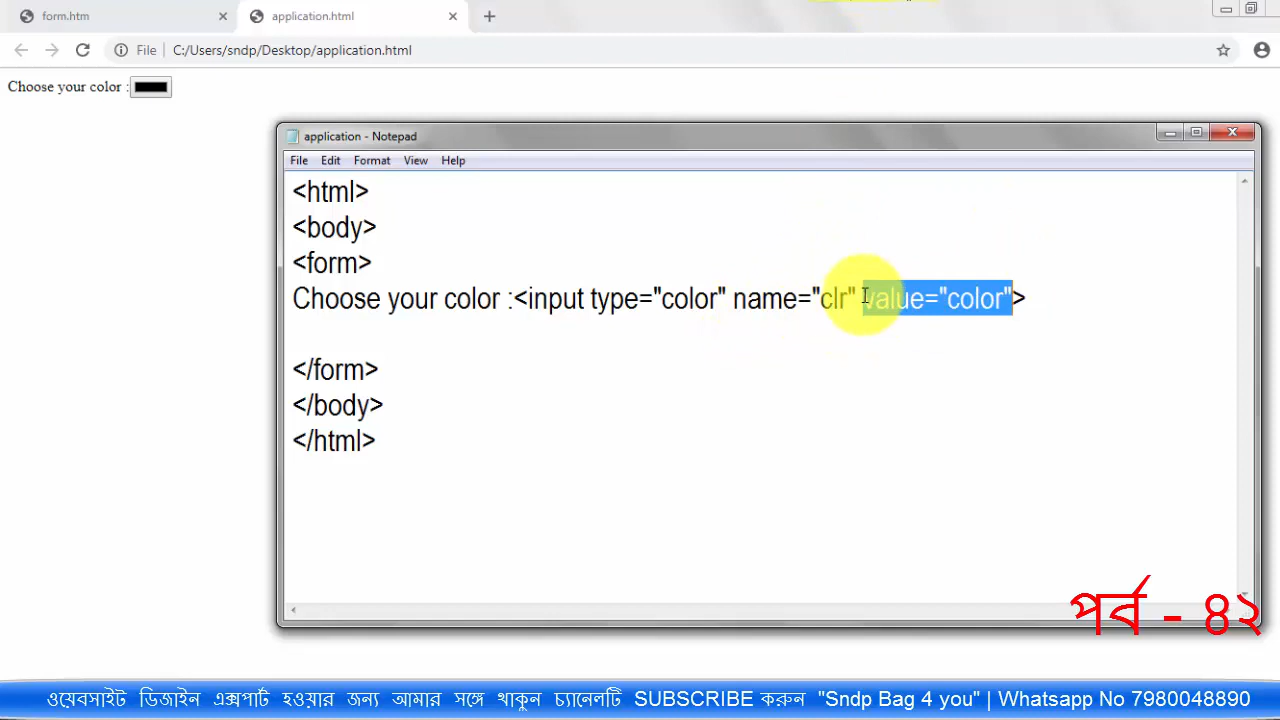 form.htm
application.html
File
C:/Users/sndp/Desktop/application.html
Choose your color :
application - Notepad
File Edit Format View Help
<html>
<body>
<form>
Choose your color :<input type="color" name="clr" value="color">
</form>
</body>
</html>
পর্ব - ৪২
ওয়েবসাইট ডিজাইন এক্সপার্ট হওয়ার জন্য আমার সঙ্গে থাকুন চ্যানেলটি SUBSCRIBE করুন "Sndp Bag 4 you" | Whatsapp No 7980048890